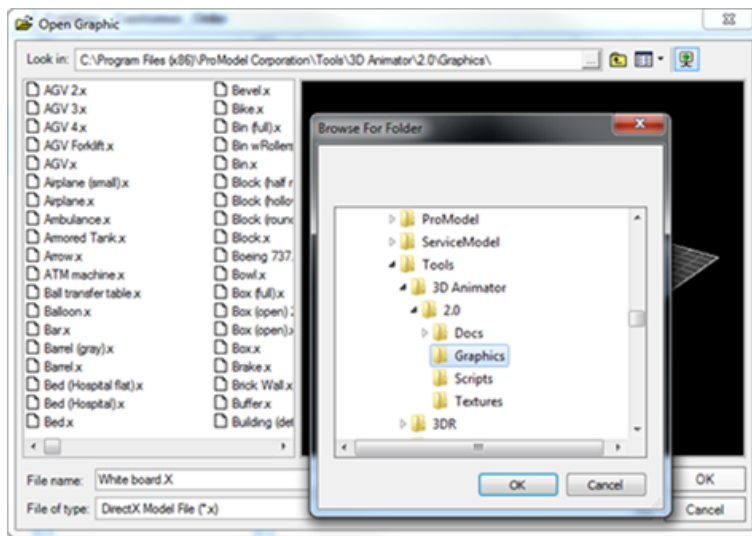 Open Graphic
Look in: C:\Program Files (x86)\ProModel Corporation\Tools\3D Animator\2.0\Graphics\ ...
AGV 2.x
AGV 3.x
AGV 4.x
AGV Forklift.x
AGV.x
Airplane (small).x
Airplane.x
Ambulance.x
Armored Tank.x
Arrow.x
ATM machine.x
Ball transfer table.x
Balloon.x
Bar.x
Barrel (gray).x
Barrel.x
Bed (Hospital flat).x
Bed (Hospital).x
Bed.x
Bevel.x
Bike.x
Bin (full).x
Bin w Rollers
Bin.x
Block (half r
Block (hollo
Block (roun
Block.x
Boeing 737.
Bowl.x
Box (full).x
Box (open) 2
Box (open).x
Box.x
Brake.x
Brick Wall.x
Buffer.x
Building (det
Browse For Folder
ProModel
ServiceModel
Tools
3D Animator
2.0
Docs
Graphics
Scripts
Textures
3DR
OK Cancel
File name: White board.X OK
File of type: DirectX Model File (*.x) Cancel